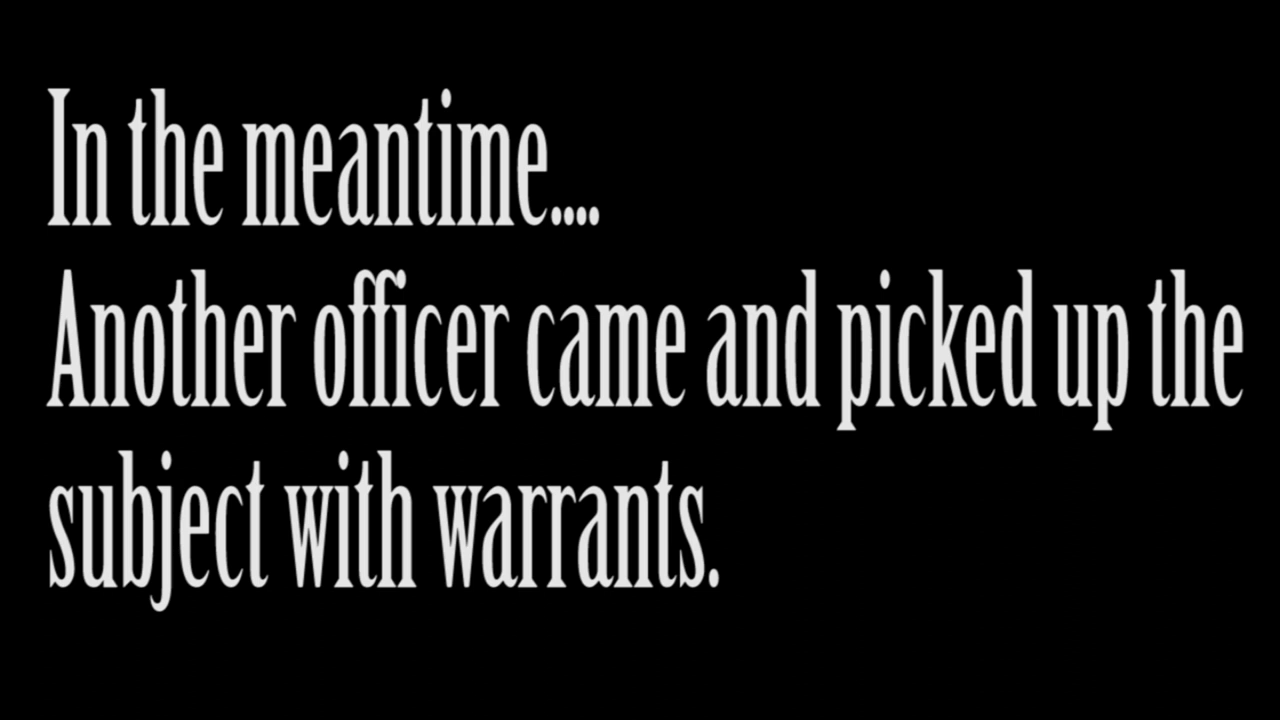 In the meantime....
Another officer came and picked up the
subject with warrants.